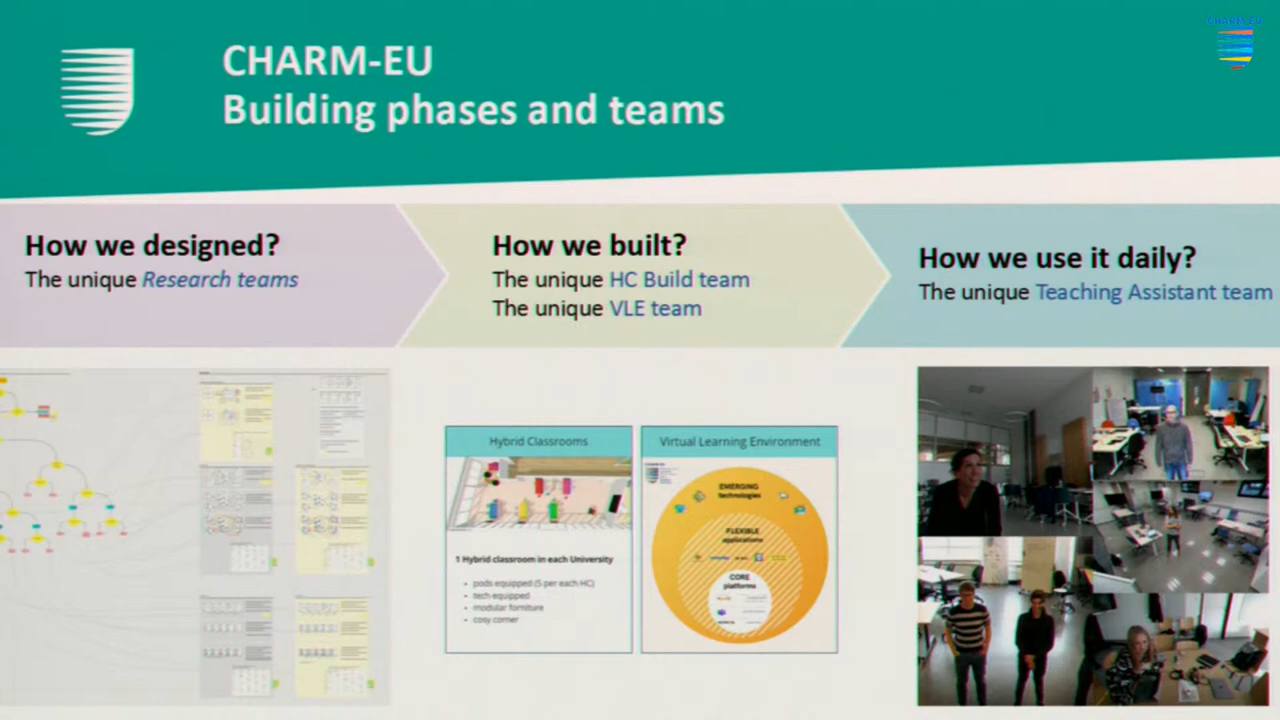 CHARM-EU
CHARM-EU
Building phases and teams
How we designed?
The unique Research teams
How we built?
The unique HC Build team
The unique VLE team
How we use it daily?
The unique Teaching Assistant team
Hybrid Classrooms
1 Hybrid classroom in each University
• pods equipped (5 per each HC)
• tech equipped
• modular forniture
• cosy corner
Virtual Learning Environment
EMERGING
technologies
FLEXIBLE
applications
CORE
platforms